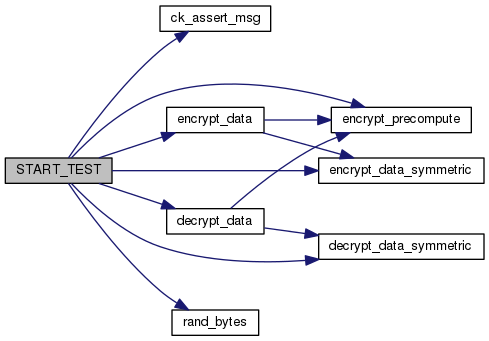 ck_assert_msg
encrypt_data
encrypt_precompute
START_TEST
encrypt_data_symmetric
decrypt_data
decrypt_data_symmetric
rand_bytes